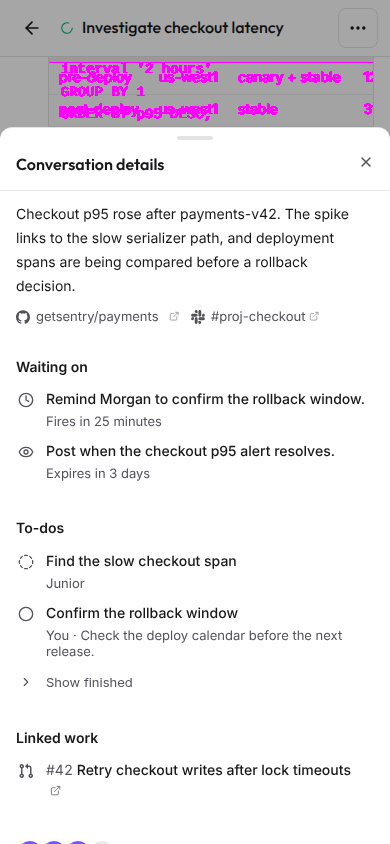 Investigate checkout latency
interval '2 hours'
pre-deploy us-west1 canary + stable
GROUP BY 1
post-deploy us-west1 stable
Conversation details
Checkout p95 rose after payments-v42. The spike
links to the slow serializer path, and deployment
spans are being compared before a rollback
decision.
getsentry/payments #proj-checkout
Waiting on
Remind Morgan to confirm the rollback window.
Fires in 25 minutes
Post when the checkout p95 alert resolves.
Expires in 3 days
To-dos
Find the slow checkout span
Junior
Confirm the rollback window
You · Check the deploy calendar before the next
release.
Show finished
Linked work
#42 Retry checkout writes after lock timeouts